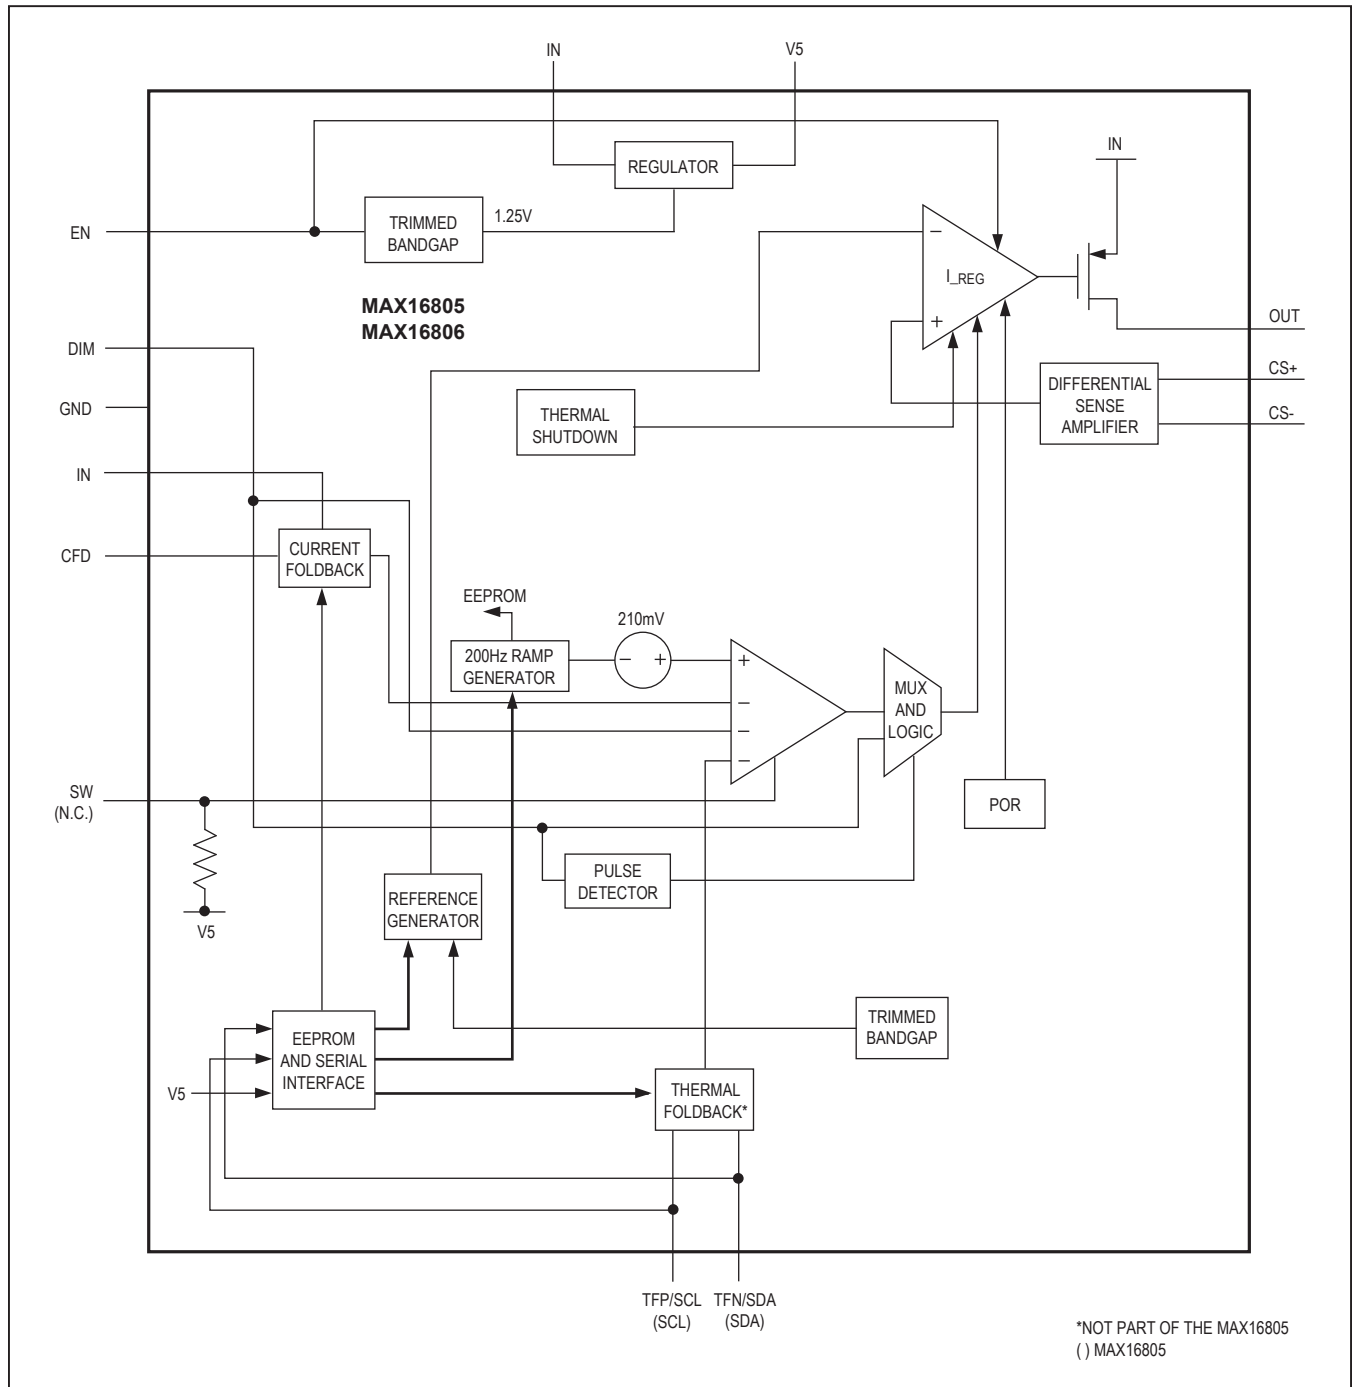 IN
V5
REGULATOR
IN
EN
TRIMMED
BANDGAP
1.25V
−
I_REG
+
MAX16805
MAX16806
OUT
DIM
CS+
DIFFERENTIAL
SENSE
AMPLIFIER
CS-
GND
THERMAL
SHUTDOWN
IN
CFD
CURRENT
FOLDBACK
EEPROM
210mV
200Hz RAMP
GENERATOR
− +
+
−
−
−
MUX
AND
LOGIC
SW
(N.C.)
POR
V5
PULSE
DETECTOR
REFERENCE
GENERATOR
TRIMMED
BANDGAP
EEPROM
AND SERIAL
INTERFACE
V5
THERMAL
FOLDBACK*
TFP/SCL
(SCL)
TFN/SDA
(SDA)
*NOT PART OF THE MAX16805
( ) MAX16805